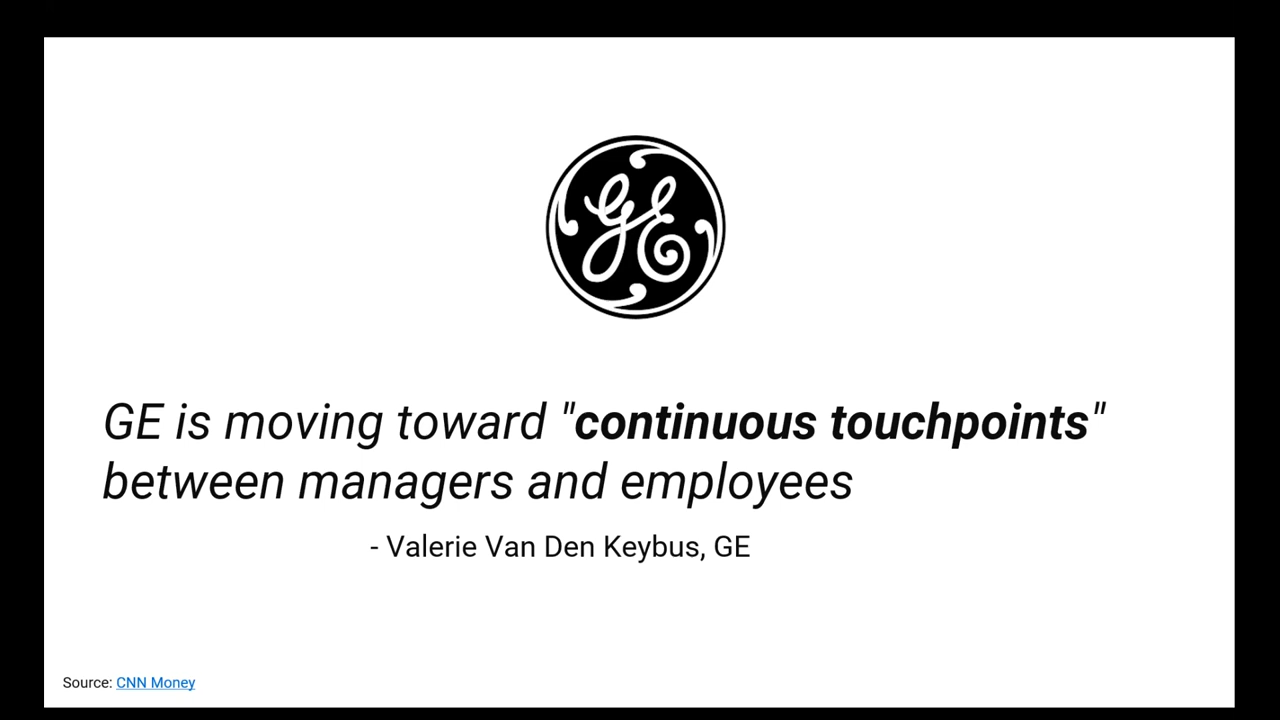 GE
GE is moving toward "continuous touchpoints"
between managers and employees
- Valerie Van Den Keybus, GE
Source: CNN Money